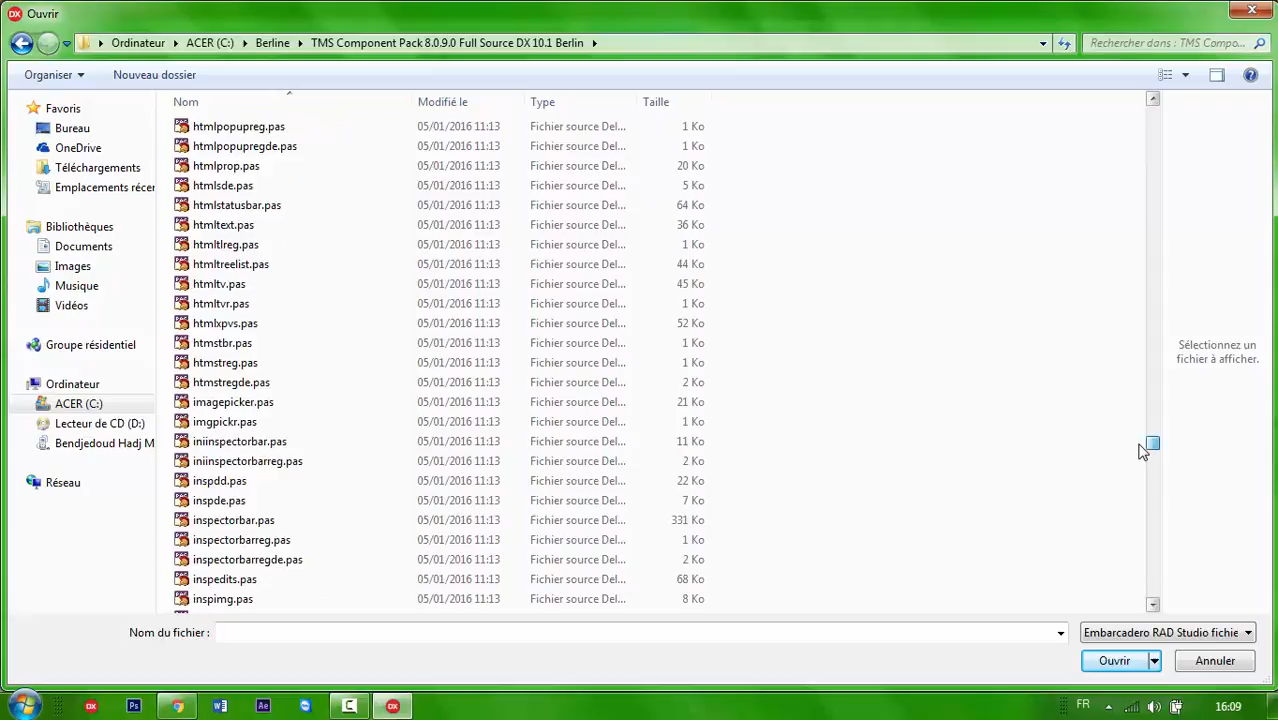 DX Ouvrir
Ordinateur ▸ ACER (C:) ▸ Berline ▸ TMS Component Pack 8.0.9.0 Full Source DX 10.1 Berlin ▸
Rechercher dans : TMS Compo...
Organiser Nouveau dossier
Favoris
Bureau
OneDrive
Téléchargements
Emplacements récer
Bibliothèques
Documents
Images
Musique
Vidéos
Groupe résidentiel
Ordinateur
ACER (C:)
Lecteur de CD (D:)
Bendjedoud Hadj M
Réseau
Nom Modifié le Type Taille
htmlpopupreg.pas 05/01/2016 11:13 Fichier source Del... 1 Ko
htmlpopupregde.pas 05/01/2016 11:13 Fichier source Del... 1 Ko
htmlprop.pas 05/01/2016 11:13 Fichier source Del... 20 Ko
htmlsde.pas 05/01/2016 11:13 Fichier source Del... 5 Ko
htmlstatusbar.pas 05/01/2016 11:13 Fichier source Del... 64 Ko
htmltext.pas 05/01/2016 11:13 Fichier source Del... 36 Ko
htmltlreg.pas 05/01/2016 11:13 Fichier source Del... 1 Ko
htmltreelist.pas 05/01/2016 11:13 Fichier source Del... 44 Ko
htmltv.pas 05/01/2016 11:13 Fichier source Del... 45 Ko
htmltvr.pas 05/01/2016 11:13 Fichier source Del... 1 Ko
htmlxpvs.pas 05/01/2016 11:13 Fichier source Del... 52 Ko
htmstbr.pas 05/01/2016 11:13 Fichier source Del... 1 Ko
htmstreg.pas 05/01/2016 11:13 Fichier source Del... 1 Ko
htmstregde.pas 05/01/2016 11:13 Fichier source Del... 2 Ko
imagepicker.pas 05/01/2016 11:13 Fichier source Del... 21 Ko
imgpickr.pas 05/01/2016 11:13 Fichier source Del... 1 Ko
iniinspectorbar.pas 05/01/2016 11:13 Fichier source Del... 11 Ko
iniinspectorbarreg.pas 05/01/2016 11:13 Fichier source Del... 2 Ko
inspdd.pas 05/01/2016 11:13 Fichier source Del... 22 Ko
inspde.pas 05/01/2016 11:13 Fichier source Del... 7 Ko
inspectorbar.pas 05/01/2016 11:13 Fichier source Del... 331 Ko
inspectorbarreg.pas 05/01/2016 11:13 Fichier source Del... 1 Ko
inspectorbarregde.pas 05/01/2016 11:13 Fichier source Del... 2 Ko
inspedits.pas 05/01/2016 11:13 Fichier source Del... 68 Ko
inspimg.pas 05/01/2016 11:13 Fichier source Del... 8 Ko
Sélectionnez un
fichier à afficher.
Nom du fichier :
Embarcadero RAD Studio fichie
Ouvrir Annuler
DX Ps W Ae C DX FR 16:09